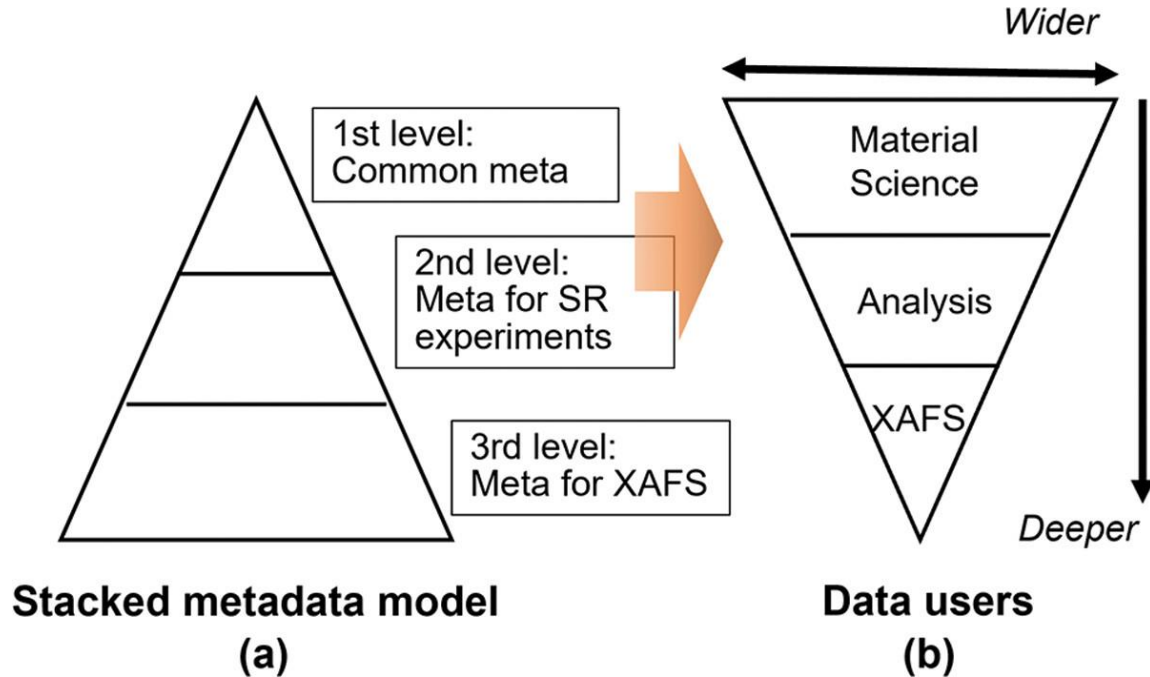 1st level:
Common meta
2nd level:
Meta for SR
experiments
3rd level:
Meta for XAFS
Stacked metadata model
(a)
Wider
Material
Science
Analysis
XAFS
Deeper
Data users
(b)